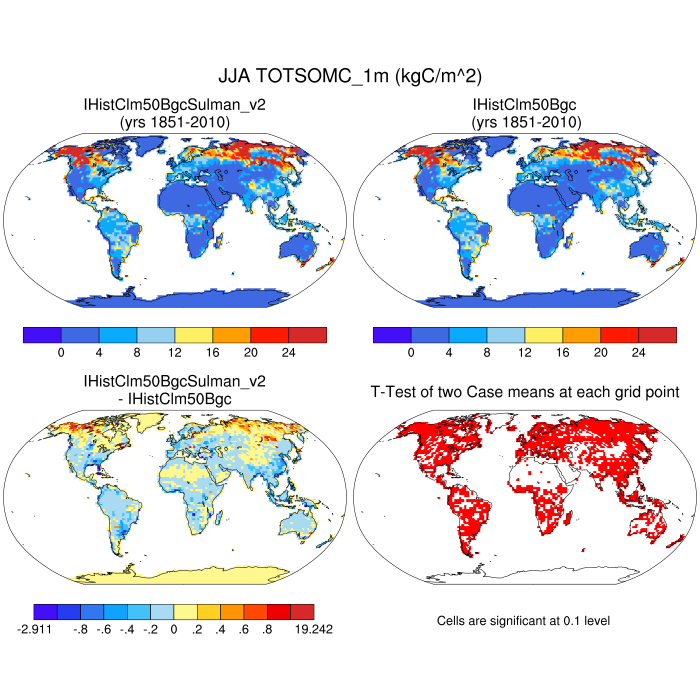 JJA TOTSOMC_1m (kgC/m^2)
IHistClm50BgcSulman_v2
(yrs 1851-2010)
IHistClm50Bgc
(yrs 1851-2010)
0 4 8 12 16 20 24
0 4 8 12 16 20 24
IHistClm50BgcSulman_v2
- IHistClm50Bgc
T-Test of two Case means at each grid point
-2.911 -.8 -.6 -.4 -.2 0 .2 .4 .6 .8 19.242
Cells are significant at 0.1 level